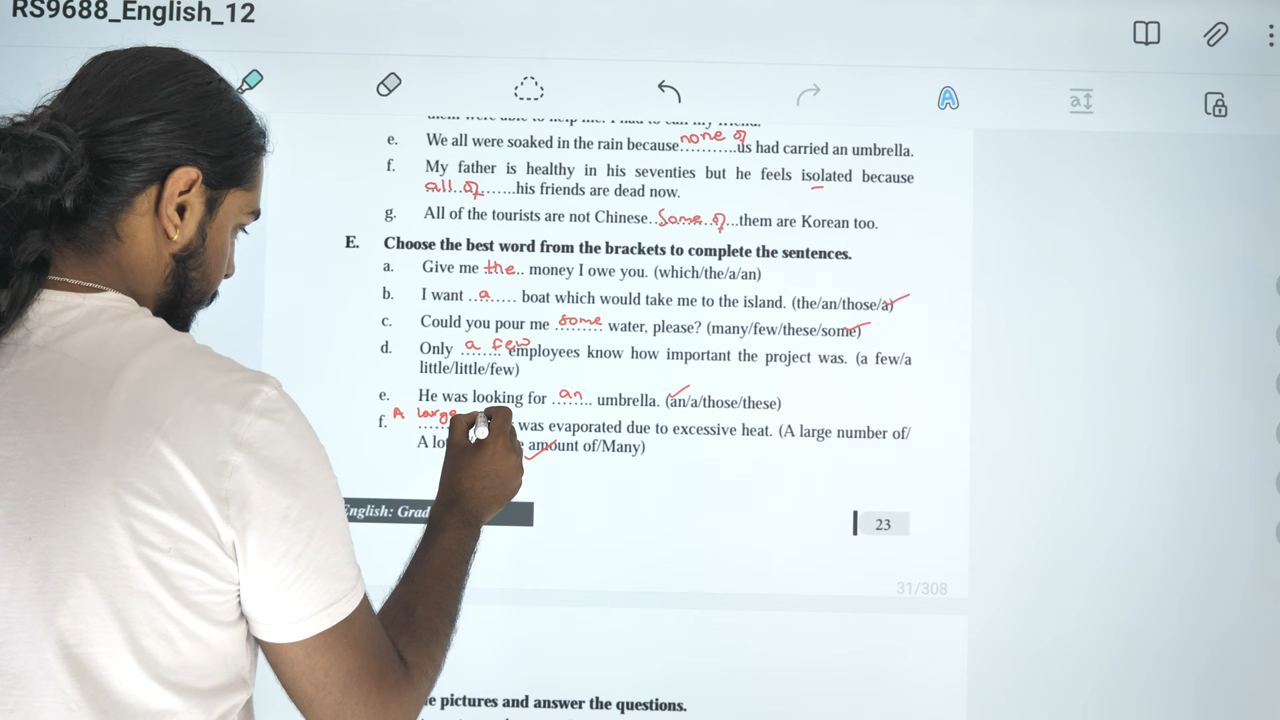 RS9688_English_12
e. We all were soaked in the rain because none of us had carried an umbrella.
f. My father is healthy in his seventies but he feels isolated because
all of his friends are dead now.
g. All of the tourists are not Chinese. Some of them are Korean too.
E. Choose the best word from the brackets to complete the sentences.
a. Give me the.. money I owe you. (which/the/a/an)
b. I want ..a...... boat which would take me to the island. (the/an/those/a)
c. Could you pour me some water, please? (many/few/these/some)
d. Only a few employees know how important the project was. (a few/a
little/little/few)
e. He was looking for an umbrella. (an/a/those/these)
f. A large was evaporated due to excessive heat. (A large number of/
A lo amount of/Many)
English: Grad
23
31/308
pictures and answer the questions.